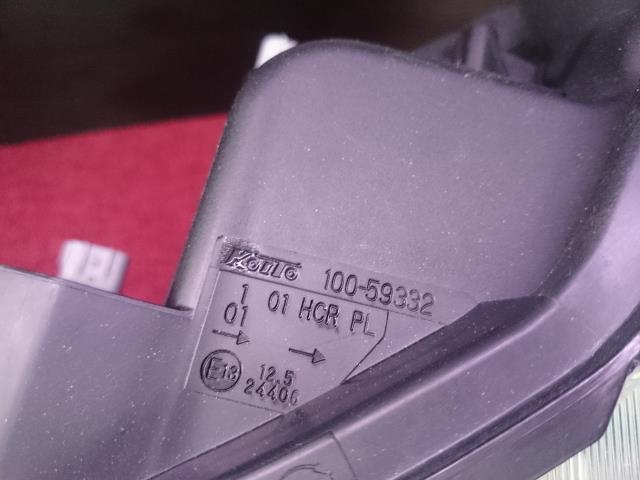 KOITO 100-59332
1 01 HCR PL
01
→ →
E13 12.5
24406